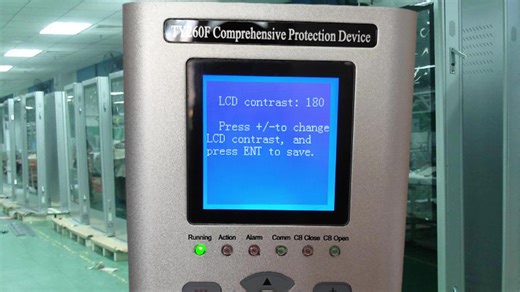 Comprehensive Protection Device
LCD contrast: 180
Press +/-to change
LCD contrast, and
press ENT to save.
Running Action Alarm Comm CB Close CB Open